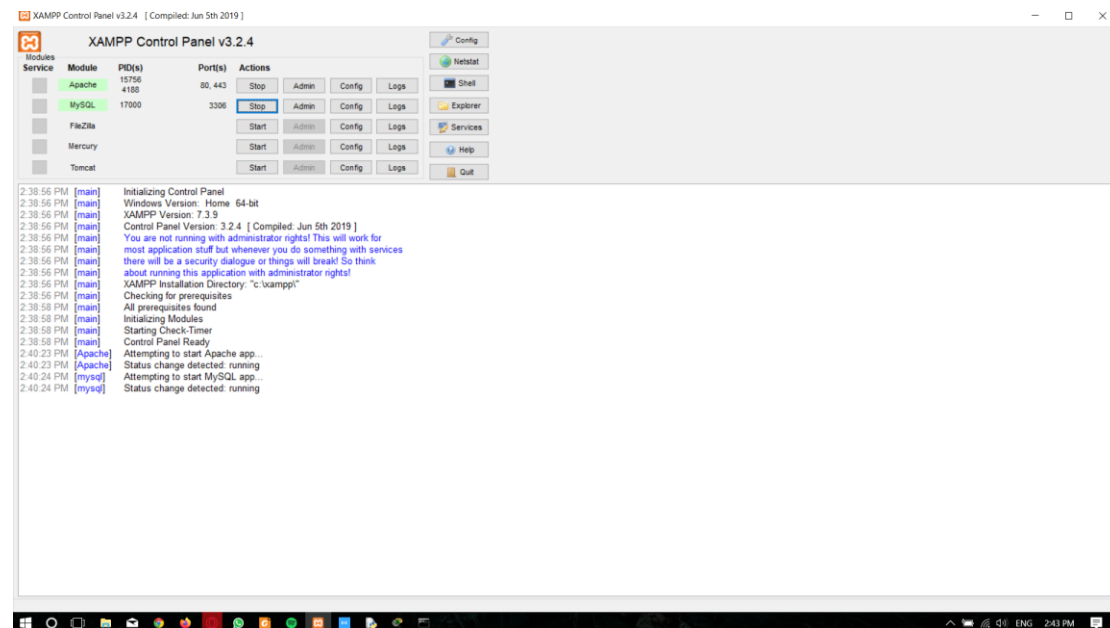 XAMPP Control Panel v3.2.4 [ Compiled: Jun 5th 2019 ]
XAMPP Control Panel v3.2.4
Config
Modules
Service Module PID(s) Port(s) Actions
Netstat
Apache 15756 4188 80, 443 Stop Admin Config Logs
Shell
MySQL 17000 3306 Stop Admin Config Logs
Explorer
FileZilla Start Admin Config Logs
Services
Mercury Start Admin Config Logs
Help
Tomcat Start Admin Config Logs
Quit
2:38:56 PM [main] Initializing Control Panel
2:38:56 PM [main] Windows Version: Home 64-bit
2:38:56 PM [main] XAMPP Version: 7.3.9
2:38:56 PM [main] Control Panel Version: 3.2.4 [ Compiled: Jun 5th 2019 ]
2:38:56 PM [main] You are not running with administrator rights! This will work for
2:38:56 PM [main] most application stuff but whenever you do something with services
2:38:56 PM [main] there will be a security dialogue or things will break! So think
2:38:56 PM [main] about running this application with administrator rights!
2:38:56 PM [main] XAMPP Installation Directory: "c:\xampp\"
2:38:56 PM [main] Checking for prerequisites
2:38:58 PM [main] All prerequisites found
2:38:58 PM [main] Initializing Modules
2:38:58 PM [main] Starting Check-Timer
2:38:58 PM [main] Control Panel Ready
2:40:23 PM [Apache] Attempting to start Apache app...
2:40:23 PM [Apache] Status change detected: running
2:40:24 PM [mysql] Attempting to start MySQL app...
2:40:24 PM [mysql] Status change detected: running
ENG 2:43 PM